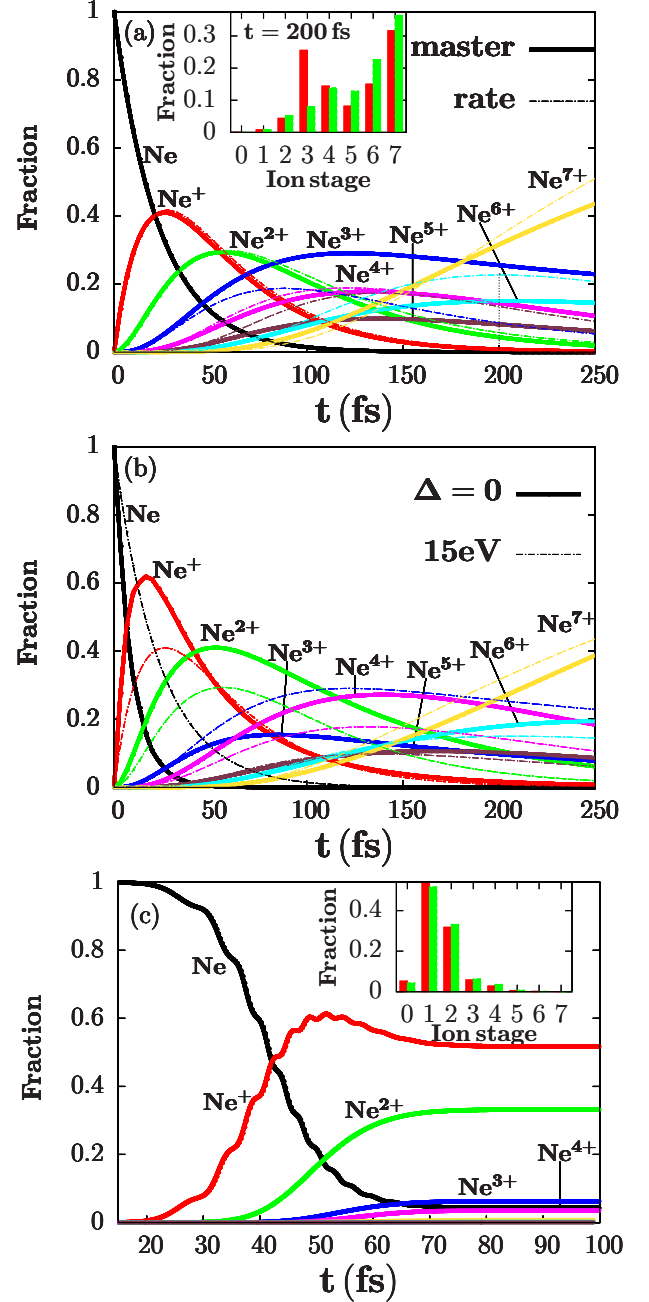 (a)
t = 200 fs
master
rate
Fraction
0.3
0.2
0.1
0
0 1 2 3 4 5 6 7
Ion stage
Fraction
1
0.8
0.6
0.4
0.2
0
Ne
Ne+
Ne2+
Ne3+
Ne4+
Ne5+
Ne6+
Ne7+
0 50 100 150 200 250
t (fs)
(b)
Δ = 0
15eV
Fraction
1
0.8
0.6
0.4
0.2
0
Ne
Ne+
Ne2+
Ne3+
Ne4+
Ne5+
Ne6+
Ne7+
0 50 100 150 200 250
t (fs)
(c)
Fraction
0.4
0.2
0
0 1 2 3 4 5 6 7
Ion stage
Fraction
1
0.8
0.6
0.4
0.2
0
Ne
Ne+
Ne2+
Ne3+
Ne4+
20 30 40 50 60 70 80 90 100
t (fs)